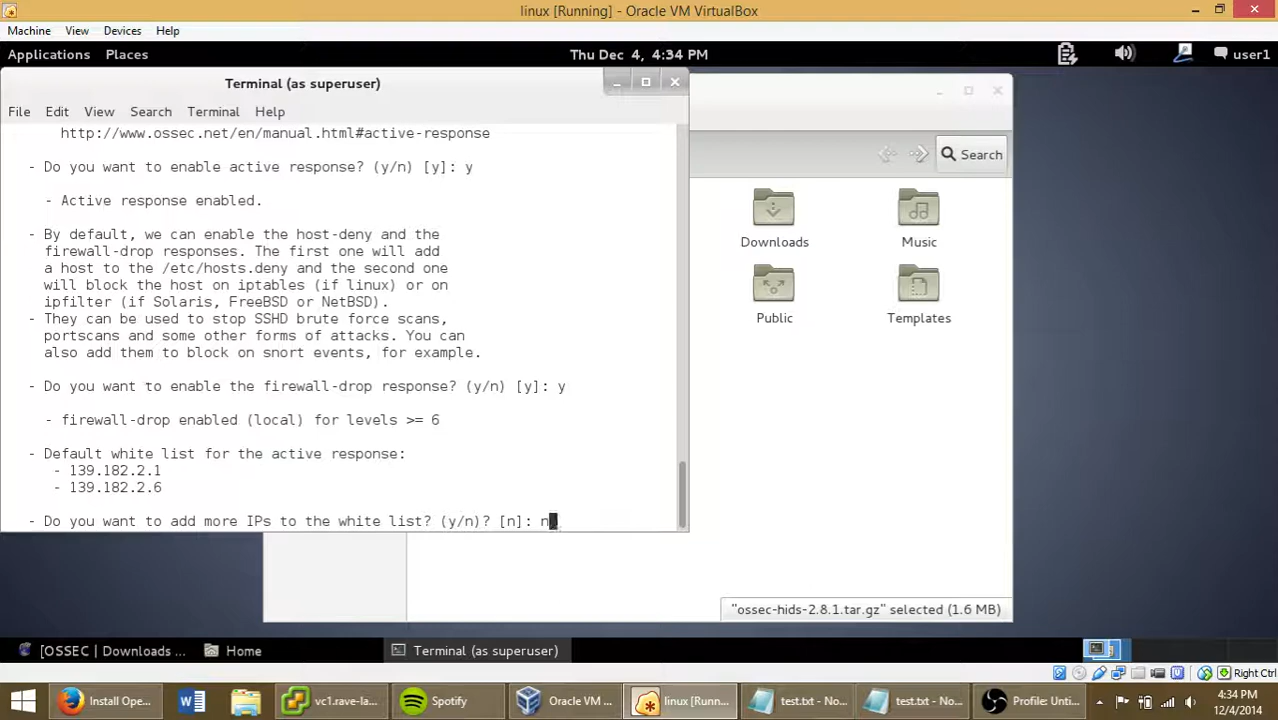 linux [Running] - Oracle VM VirtualBox
Machine View Devices Help
Applications Places Thu Dec 4, 4:34 PM user1
Terminal (as superuser)
File Edit View Search Terminal Help
http://www.ossec.net/en/manual.html#active-response
- Do you want to enable active response? (y/n) [y]: y
- Active response enabled.
- By default, we can enable the host-deny and the
firewall-drop responses. The first one will add
a host to the /etc/hosts.deny and the second one
will block the host on iptables (if linux) or on
ipfilter (if Solaris, FreeBSD or NetBSD).
- They can be used to stop SSHD brute force scans,
portscans and some other forms of attacks. You can
also add them to block on snort events, for example.
- Do you want to enable the firewall-drop response? (y/n) [y]: y
- firewall-drop enabled (local) for levels >= 6
- Default white list for the active response:
- 139.182.2.1
- 139.182.2.6
- Do you want to add more IPs to the white list? (y/n)? [n]: n
Search
Downloads Music
Public Templates
"ossec-hids-2.8.1.tar.gz" selected (1.6 MB)
[OSSEC | Downloads ... Home Terminal (as superuser)
Right Ctrl
Install Ope... vc1.rave-la... Spotify Oracle VM ... linux [Runn... test.txt - No... test.txt - No... Profile: Unti...
4:34 PM
12/4/2014